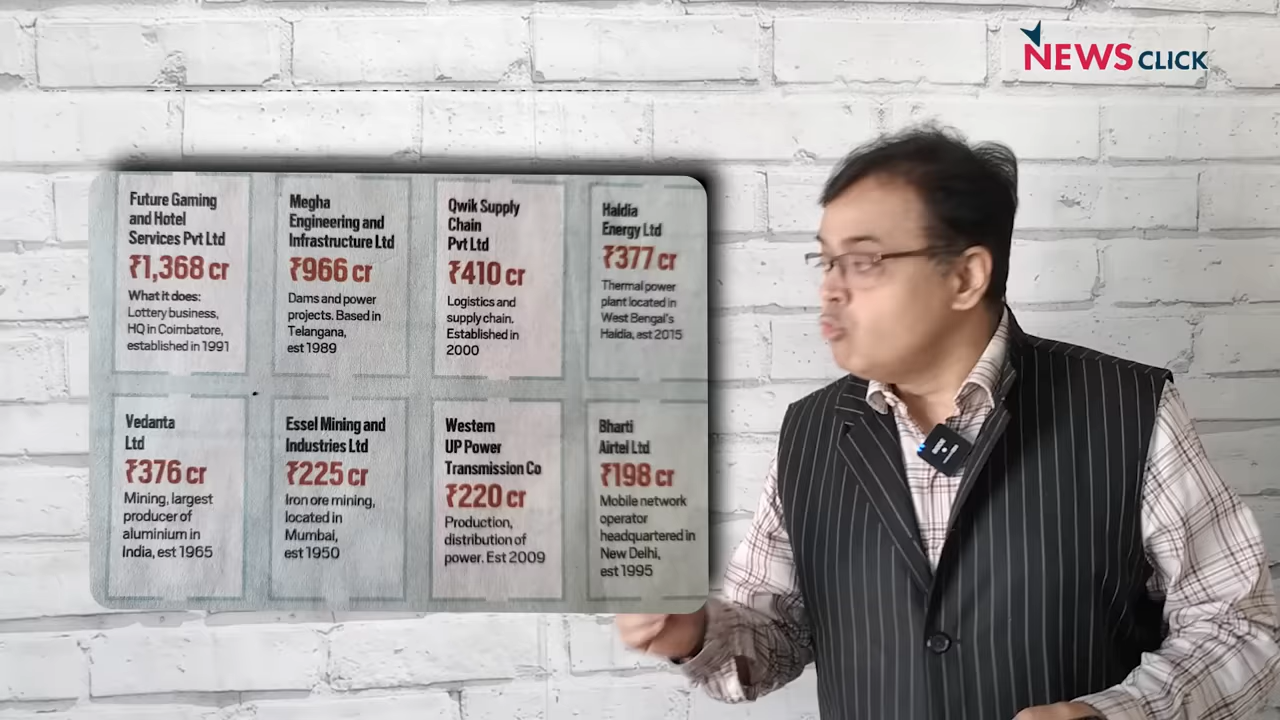 NEWS CLICK
Future Gaming
and Hotel
Services Pvt Ltd
₹1,368 cr
What it does:
Lottery business,
HQ in Coimbatore,
established in 1991
Megha
Engineering and
Infrastructure Ltd
₹966 cr
Dams and power
projects. Based in
Telangana,
est 1989
Qwik Supply
Chain
Pvt Ltd
₹410 cr
Logistics and
supply chain.
Established in
2000
Haldia
Energy Ltd
₹377 cr
Thermal power
plant located in
West Bengal's
Haldia, est 2015
Vedanta
Ltd
₹376 cr
Mining, largest
producer of
aluminium in
India, est 1965
Essel Mining and
Industries Ltd
₹225 cr
Iron ore mining,
located in
Mumbai,
est 1950
Western
UP Power
Transmission Co
₹220 cr
Production,
distribution of
power. Est 2009
Bharti
Airtel Ltd
₹198 cr
Mobile network
operator
headquartered in
New Delhi,
est 1995